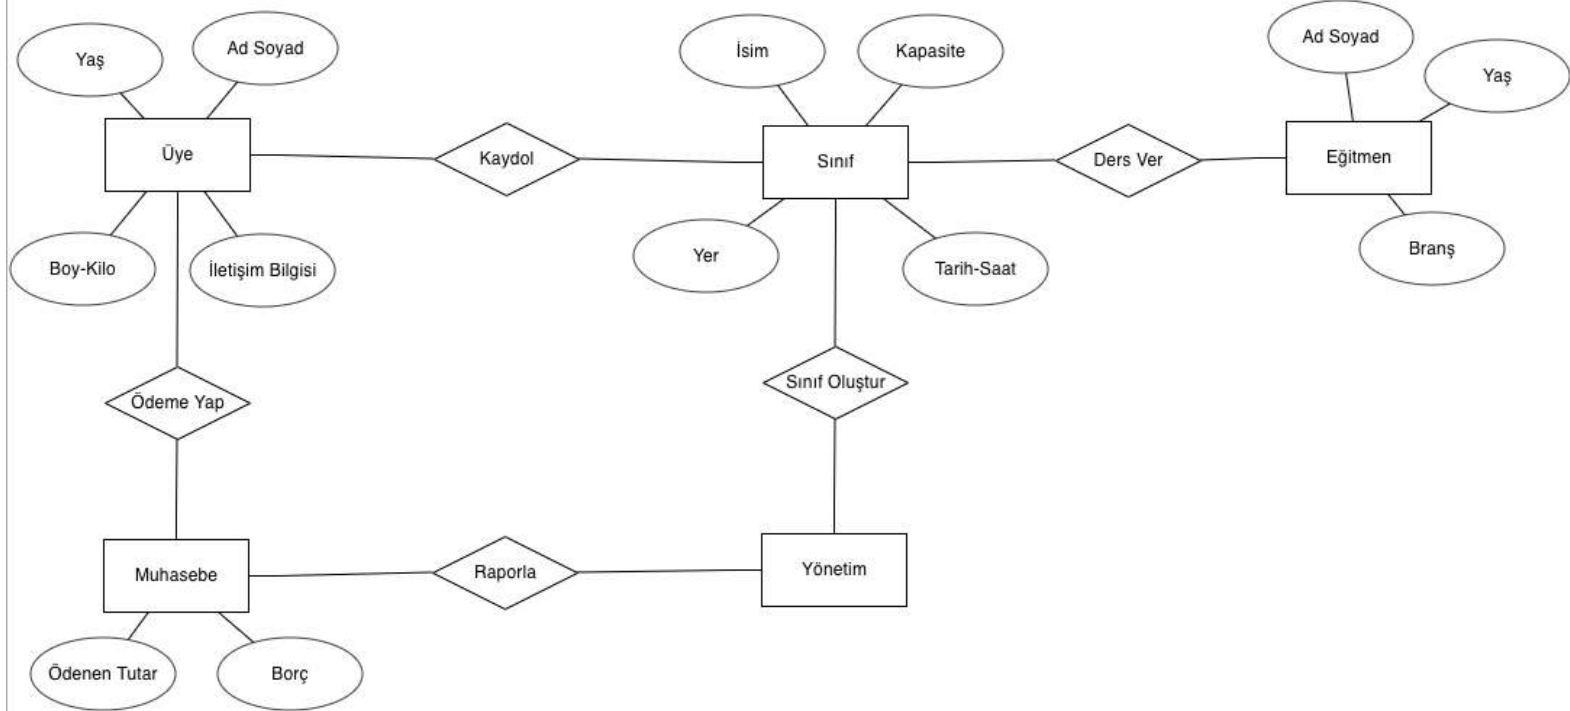 Yaş
Ad Soyad
İsim
Kapasite
Ad Soyad
Yaş
Üye
Kaydol
Sınıf
Ders Ver
Eğitmen
Boy-Kilo
İletişim Bilgisi
Yer
Tarih-Saat
Branş
Ödeme Yap
Sınıf Oluştur
Muhasebe
Raporla
Yönetim
Ödenen Tutar
Borç